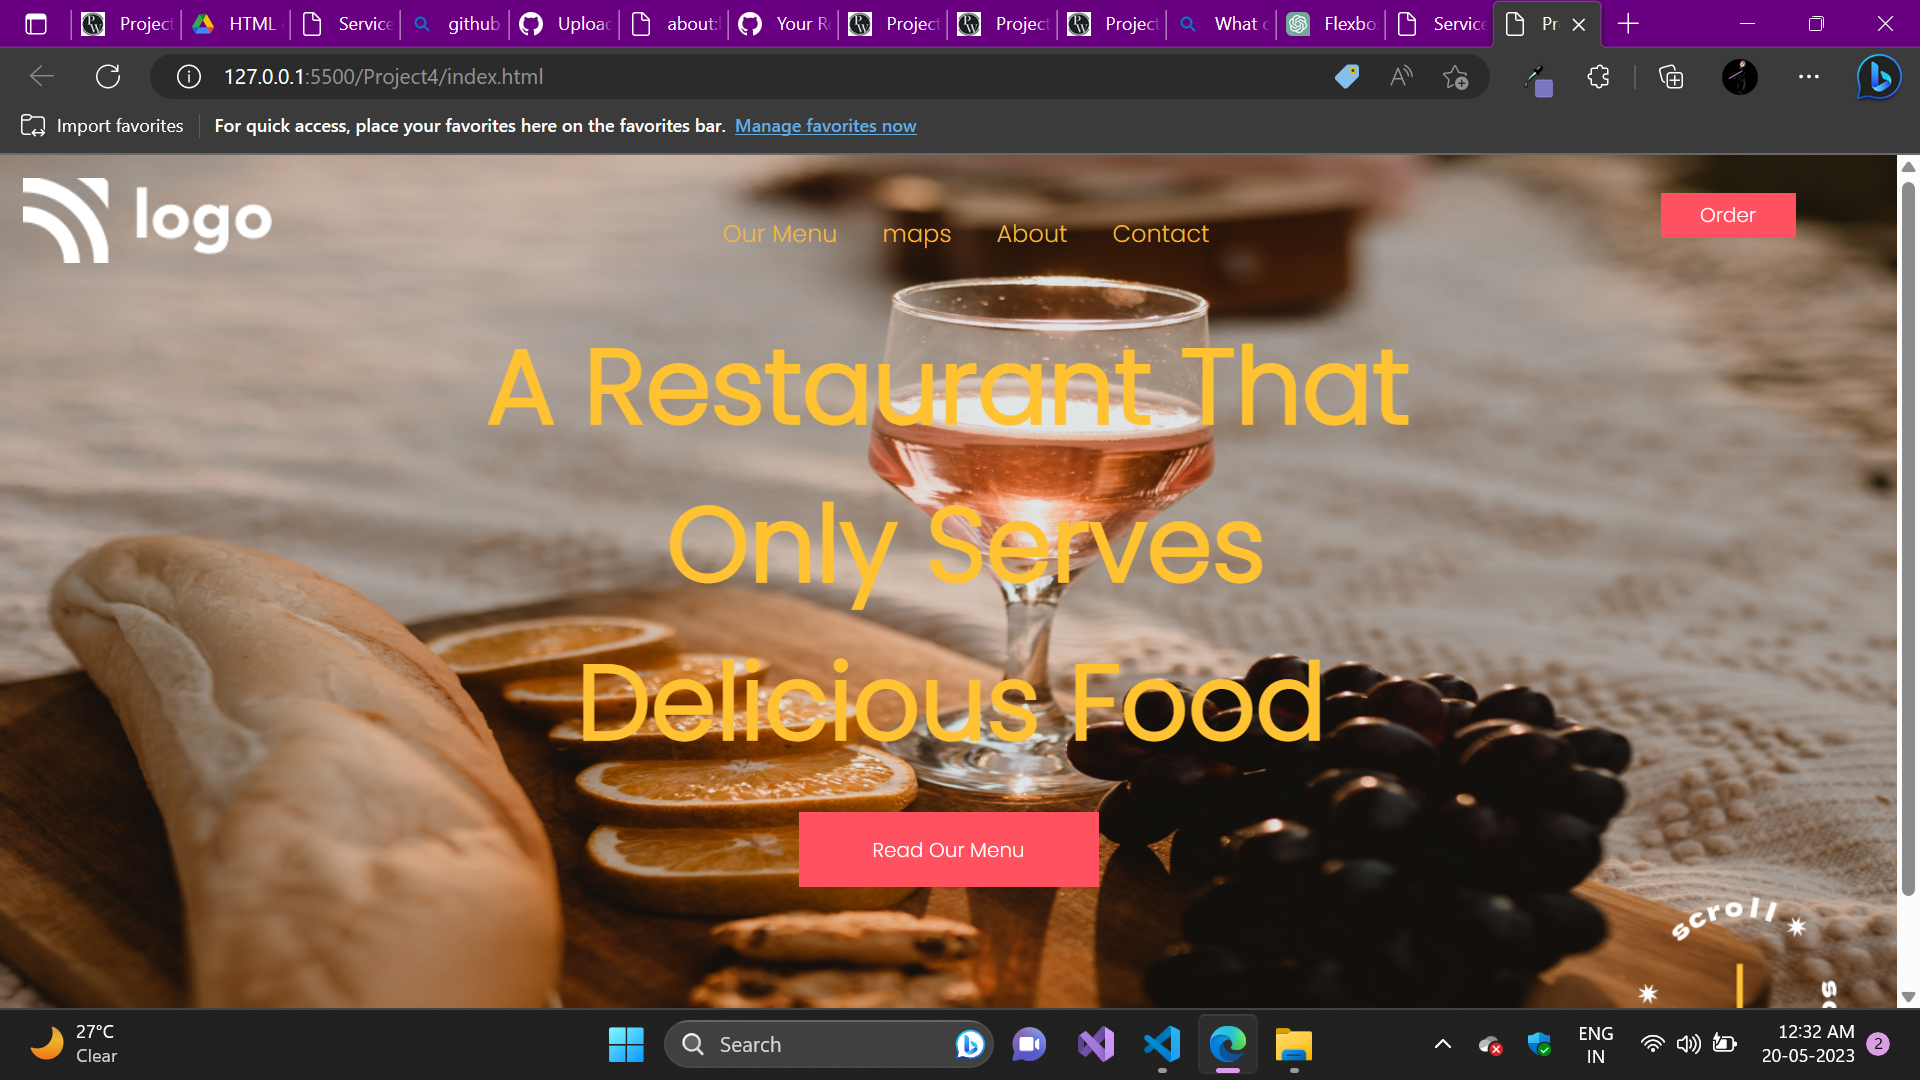 Project
HTML
Service
github
Upload
about:
Your R
Project
Project
Project
What
Flexbo
Service
Pr
127.0.0.1:5500/Project4/index.html
Import favorites
For quick access, place your favorites here on the favorites bar. Manage favorites now
logo
Our Menu maps About Contact
Order
A Restaurant That
Only Serves
Delicious Food
Read Our Menu
scroll
27°C
Clear
Search
ENG
IN
12:32 AM
20-05-2023
2